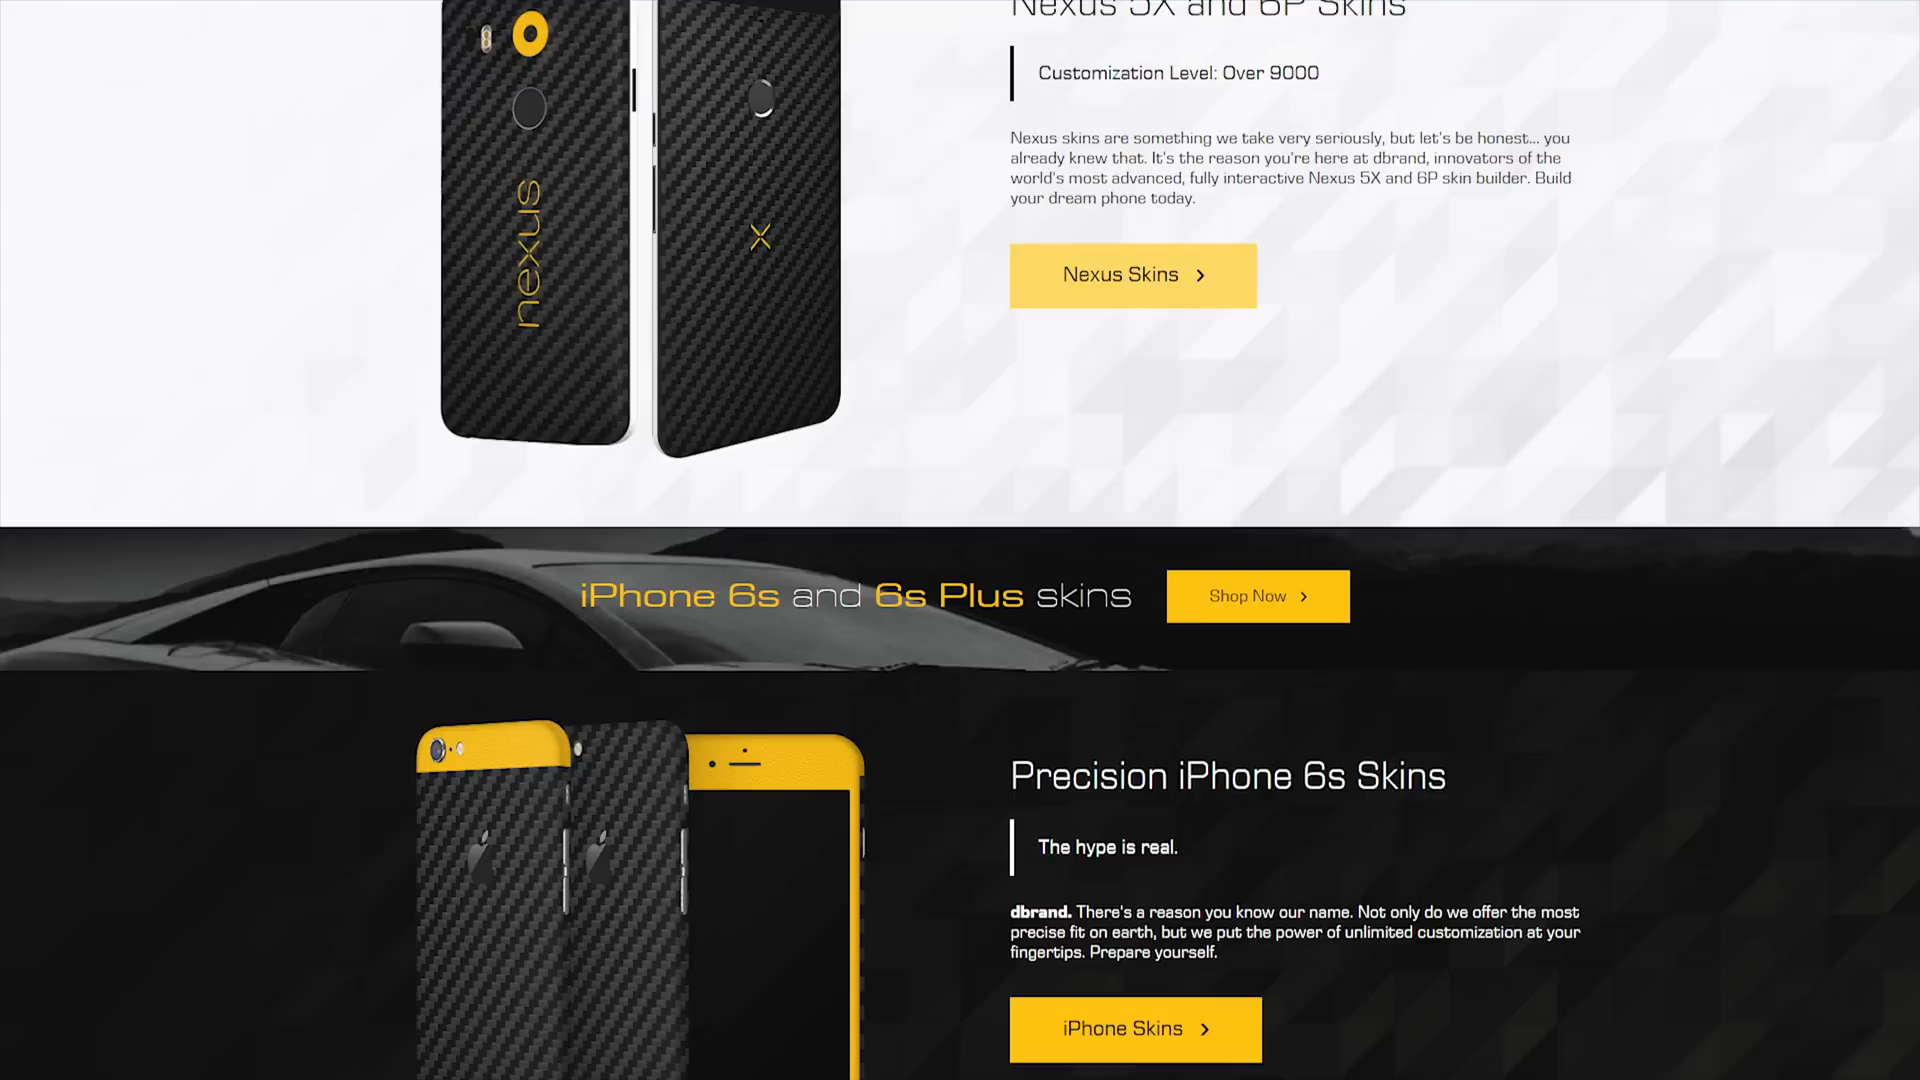 Nexus 5X and 6P Skins
Customization Level: Over 9000
Nexus skins are something we take very seriously, but let's be honest... you
already knew that. It's the reason you're here at dbrand, innovators of the
world's most advanced, fully interactive Nexus 5X and 6P skin builder. Build
your dream phone today.
Nexus Skins
nexus
iPhone 6s and 6s Plus skins
Shop Now
Precision iPhone 6s Skins
The hype is real.
dbrand. There's a reason you know our name. Not only do we offer the most
precise fit on earth, but we put the power of unlimited customization at your
fingertips. Prepare yourself.
iPhone Skins